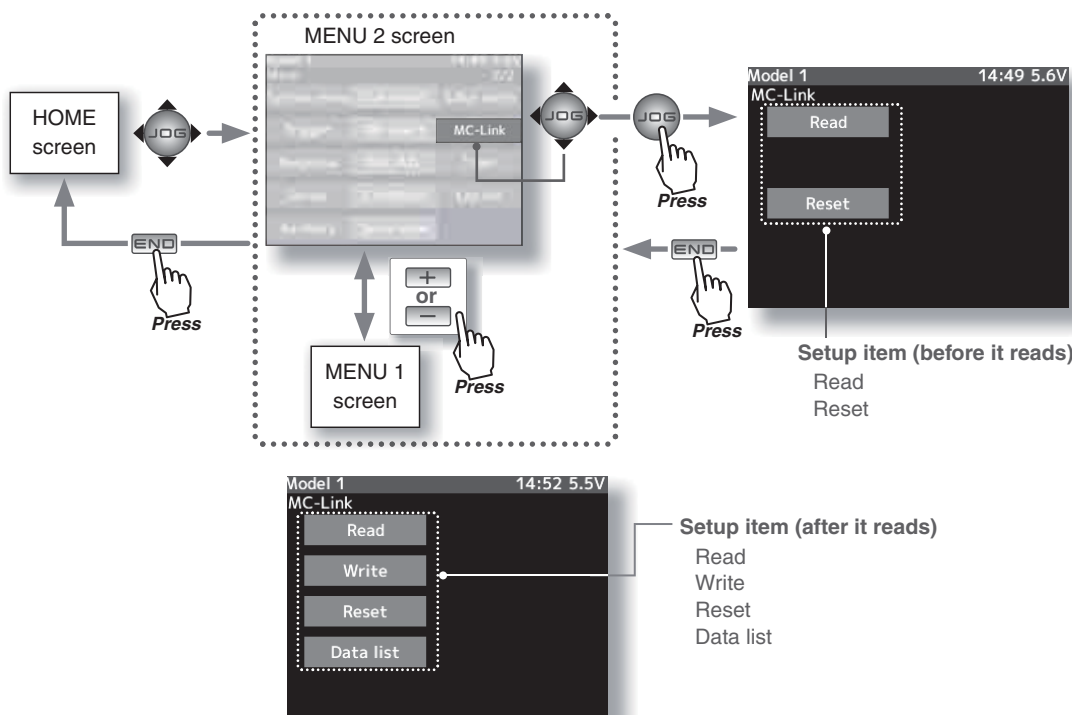 MENU 2 screen
HOME
screen
JOG
MC-Link
JOG
JOG
Press
Model 1 14:49 5.6V
MC-Link
Read
Reset
END
Press
END
Press
+
or
−
Press
MENU 1
screen
Setup item (before it reads)
Read
Reset
Model 1 14:52 5.5V
MC-Link
Read
Write
Reset
Data list
Setup item (after it reads)
Read
Write
Reset
Data list